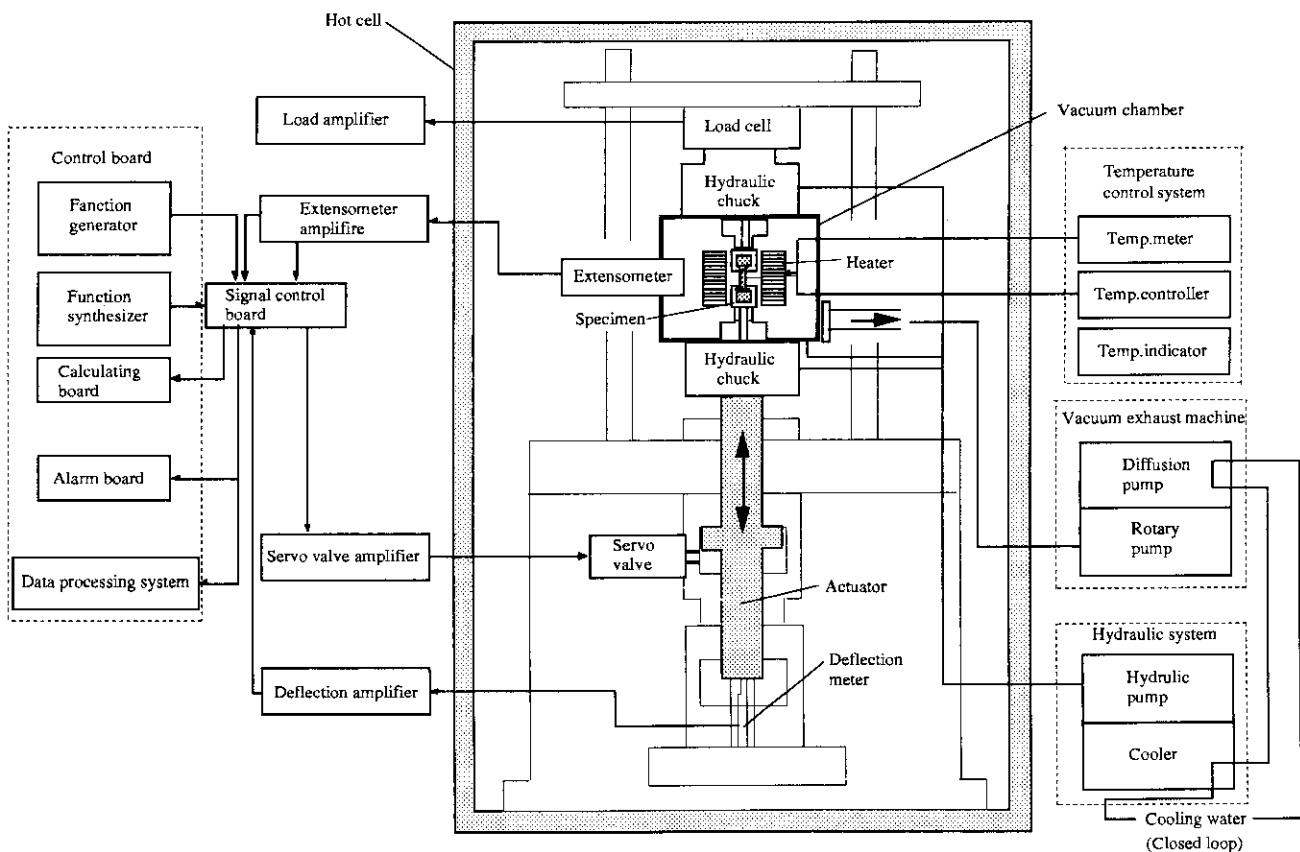 Hot cell
Load amplifier
Load cell
Vacuum chamber
Control board
Fanction
generator
Extensometer
amplifire
Hydraulic
chuck
Temperature
control system
Temp.meter
Extensometer
Heater
Function
synthesizer
Signal control
board
Specimen
Temp.controller
Calculating
board
Hydraulic
chuck
Temp.indicator
Vacuum exhaust machine
Alarm board
Diffusion
pump
Servo valve amplifier
Servo
valve
Rotary
pump
Data processing system
Actuator
Hydraulic system
Deflection amplifier
Deflection
meter
Hydrulic
pump
Cooler
Cooling water
(Closed loop)